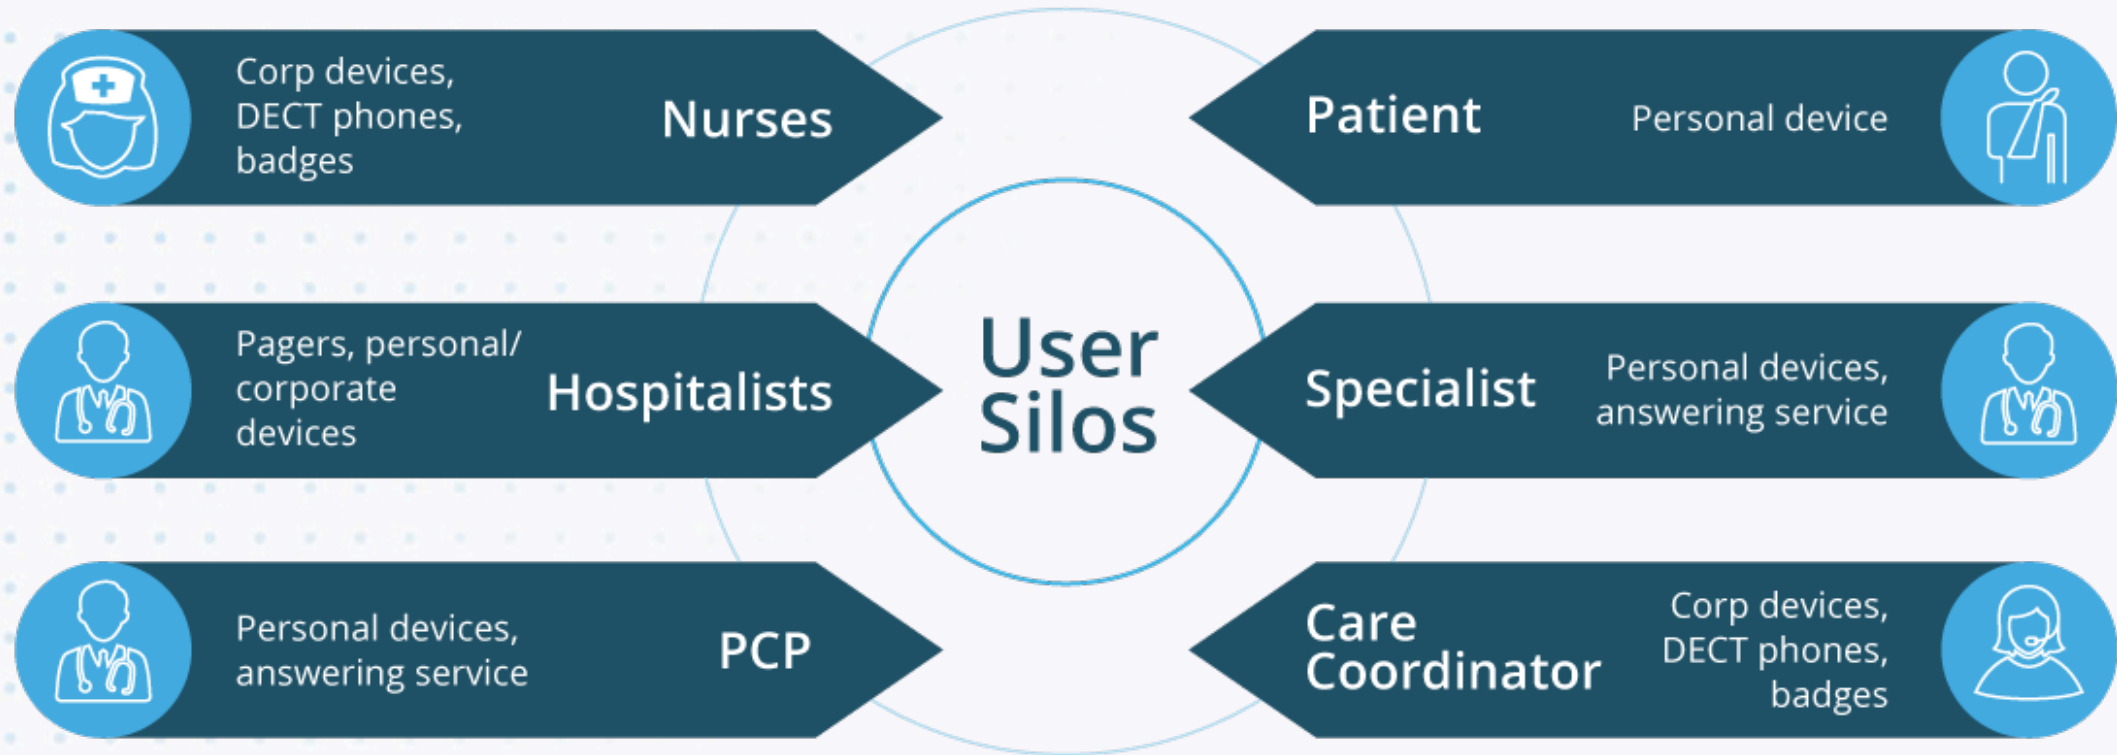 Corp devices,
DECT phones,
badges
Nurses
Patient
Personal device
Pagers, personal/
corporate
devices
Hospitalists
User
Silos
Specialist
Personal devices,
answering service
Personal devices,
answering service
PCP
Care
Coordinator
Corp devices,
DECT phones,
badges